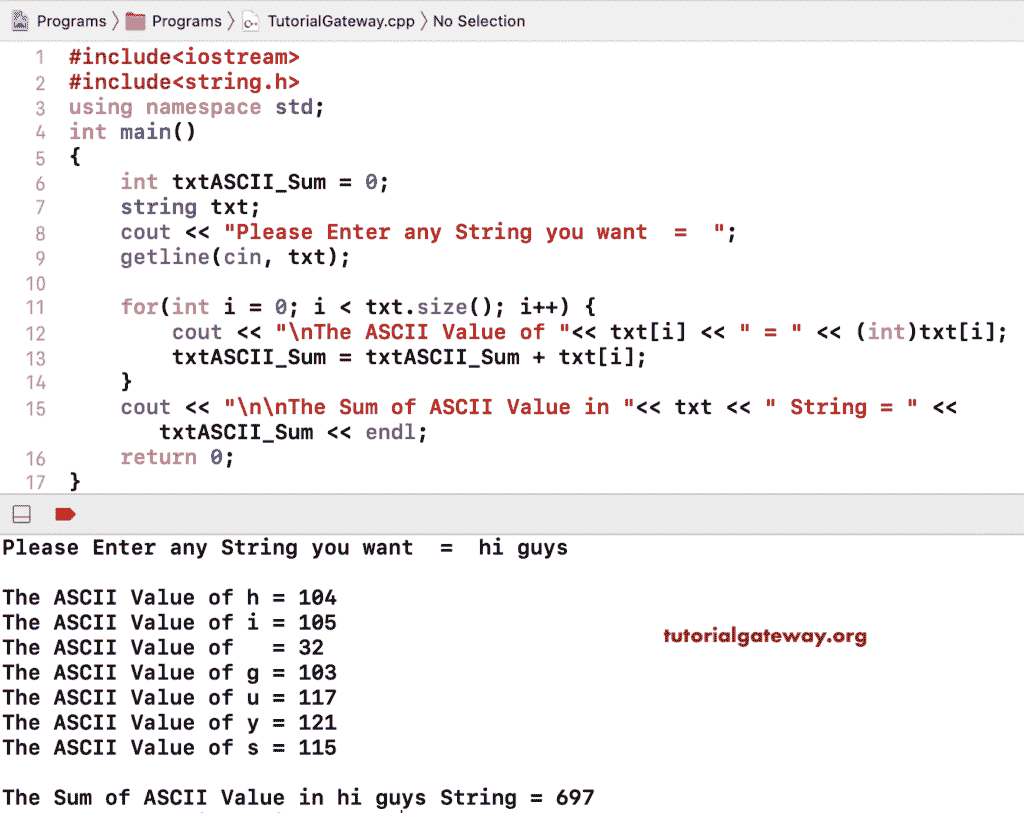 Programs 〉 Programs 〉 TutorialGateway.cpp 〉 No Selection
1 #include<iostream>
2 #include<string.h>
3 using namespace std;
4 int main()
5 {
6     int txtASCII_Sum = 0;
7     string txt;
8     cout << "Please Enter any String you want  =  ";
9     getline(cin, txt);
10
11     for(int i = 0; i < txt.size(); i++) {
12         cout << "\nThe ASCII Value of "<< txt[i] << " = " << (int)txt[i];
13         txtASCII_Sum = txtASCII_Sum + txt[i];
14     }
15     cout << "\n\nThe Sum of ASCII Value in "<< txt << " String = " <<
        txtASCII_Sum << endl;
16     return 0;
17 }
Please Enter any String you want  =  hi guys
The ASCII Value of h = 104
The ASCII Value of i = 105
tutorialgateway.org
The ASCII Value of   = 32
The ASCII Value of g = 103
The ASCII Value of u = 117
The ASCII Value of y = 121
The ASCII Value of s = 115
The Sum of ASCII Value in hi guys String = 697